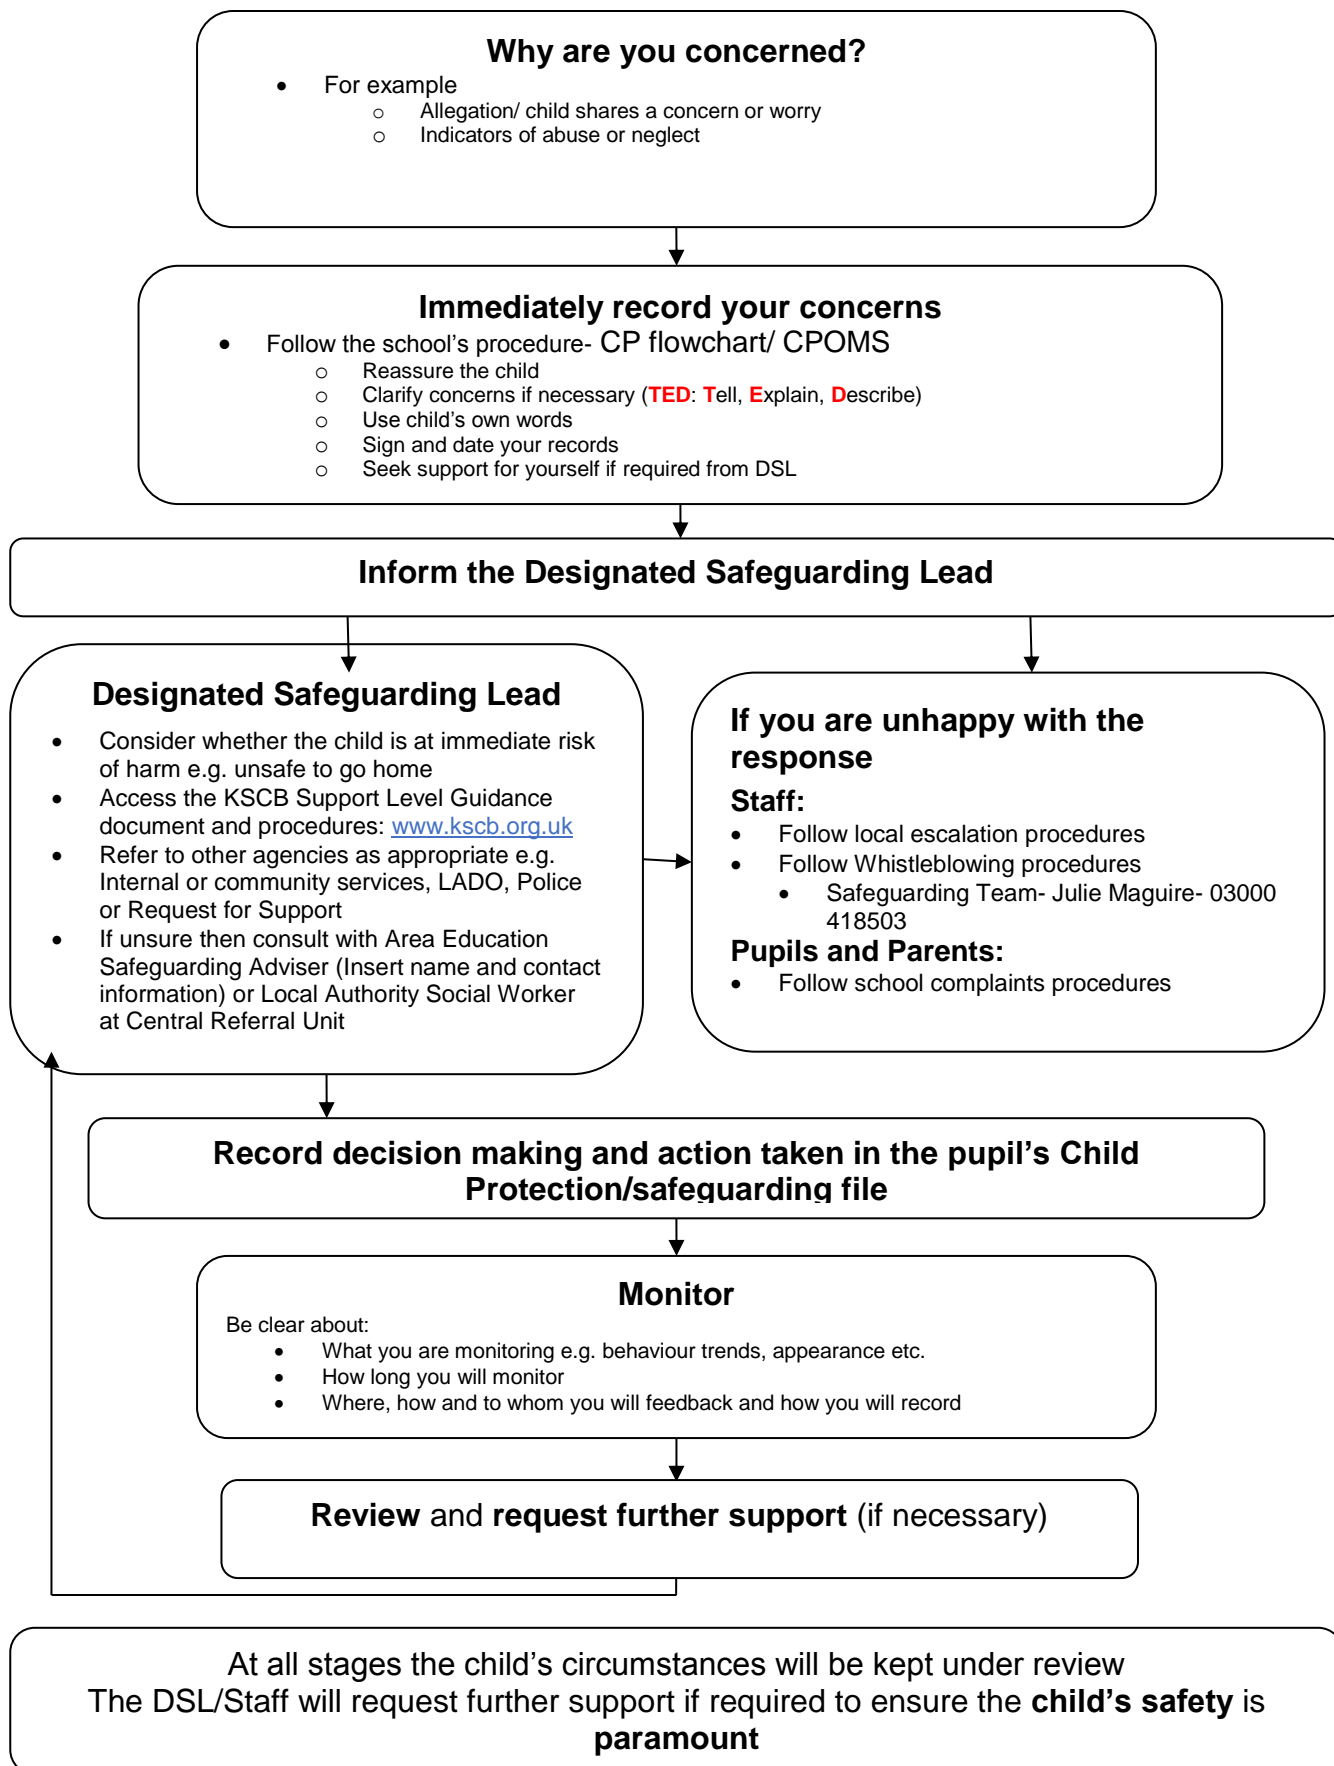 Why are you concerned?
• For example
o Allegation/ child shares a concern or worry
o Indicators of abuse or neglect
Immediately record your concerns
• Follow the school’s procedure- CP flowchart/ CPOMS
o Reassure the child
o Clarify concerns if necessary (TED: Tell, Explain, Describe)
o Use child’s own words
o Sign and date your records
o Seek support for yourself if required from DSL
Inform the Designated Safeguarding Lead
Designated Safeguarding Lead
• Consider whether the child is at immediate risk
of harm e.g. unsafe to go home
• Access the KSCB Support Level Guidance
document and procedures: www.kscb.org.uk
• Refer to other agencies as appropriate e.g.
Internal or community services, LADO, Police
or Request for Support
• If unsure then consult with Area Education
Safeguarding Adviser (Insert name and contact
information) or Local Authority Social Worker
at Central Referral Unit
If you are unhappy with the
response
Staff:
• Follow local escalation procedures
• Follow Whistleblowing procedures
• Safeguarding Team- Julie Maguire- 03000
418503
Pupils and Parents:
• Follow school complaints procedures
Record decision making and action taken in the pupil’s Child
Protection/safeguarding file
Monitor
Be clear about:
• What you are monitoring e.g. behaviour trends, appearance etc.
• How long you will monitor
• Where, how and to whom you will feedback and how you will record
Review and request further support (if necessary)
At all stages the child’s circumstances will be kept under review
The DSL/Staff will request further support if required to ensure the child’s safety is
paramount